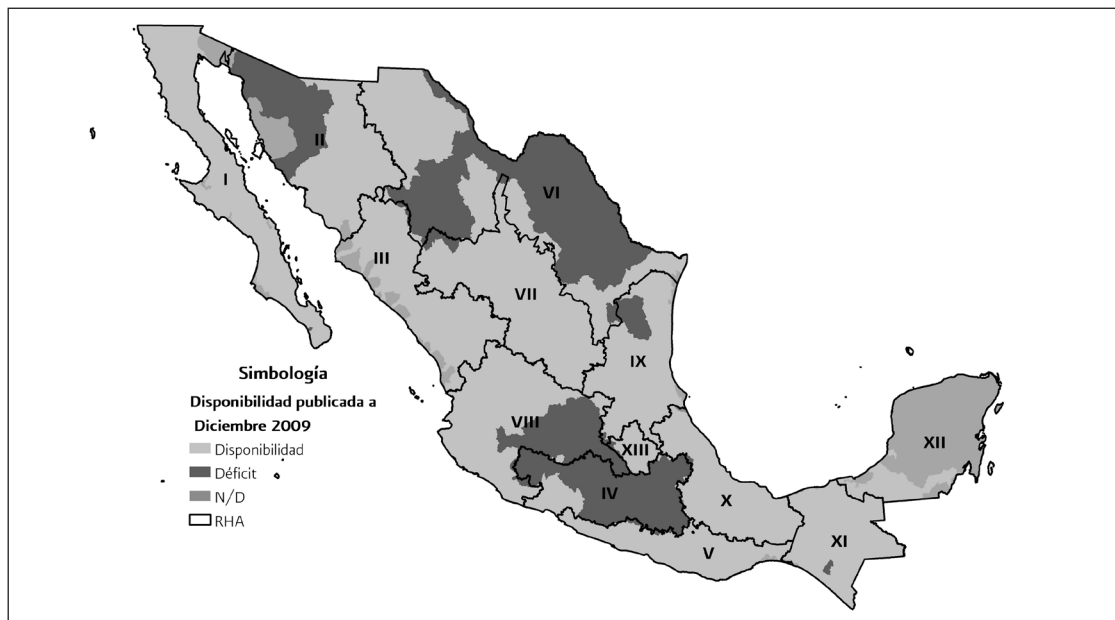 II
VI
I
III
VII
IX
Simbología
Disponibilidad publicada a
Diciembre 2009
Disponibilidad
Déficit
N/D
RHA
VIII
XIII
XII
IV
X
V
XI